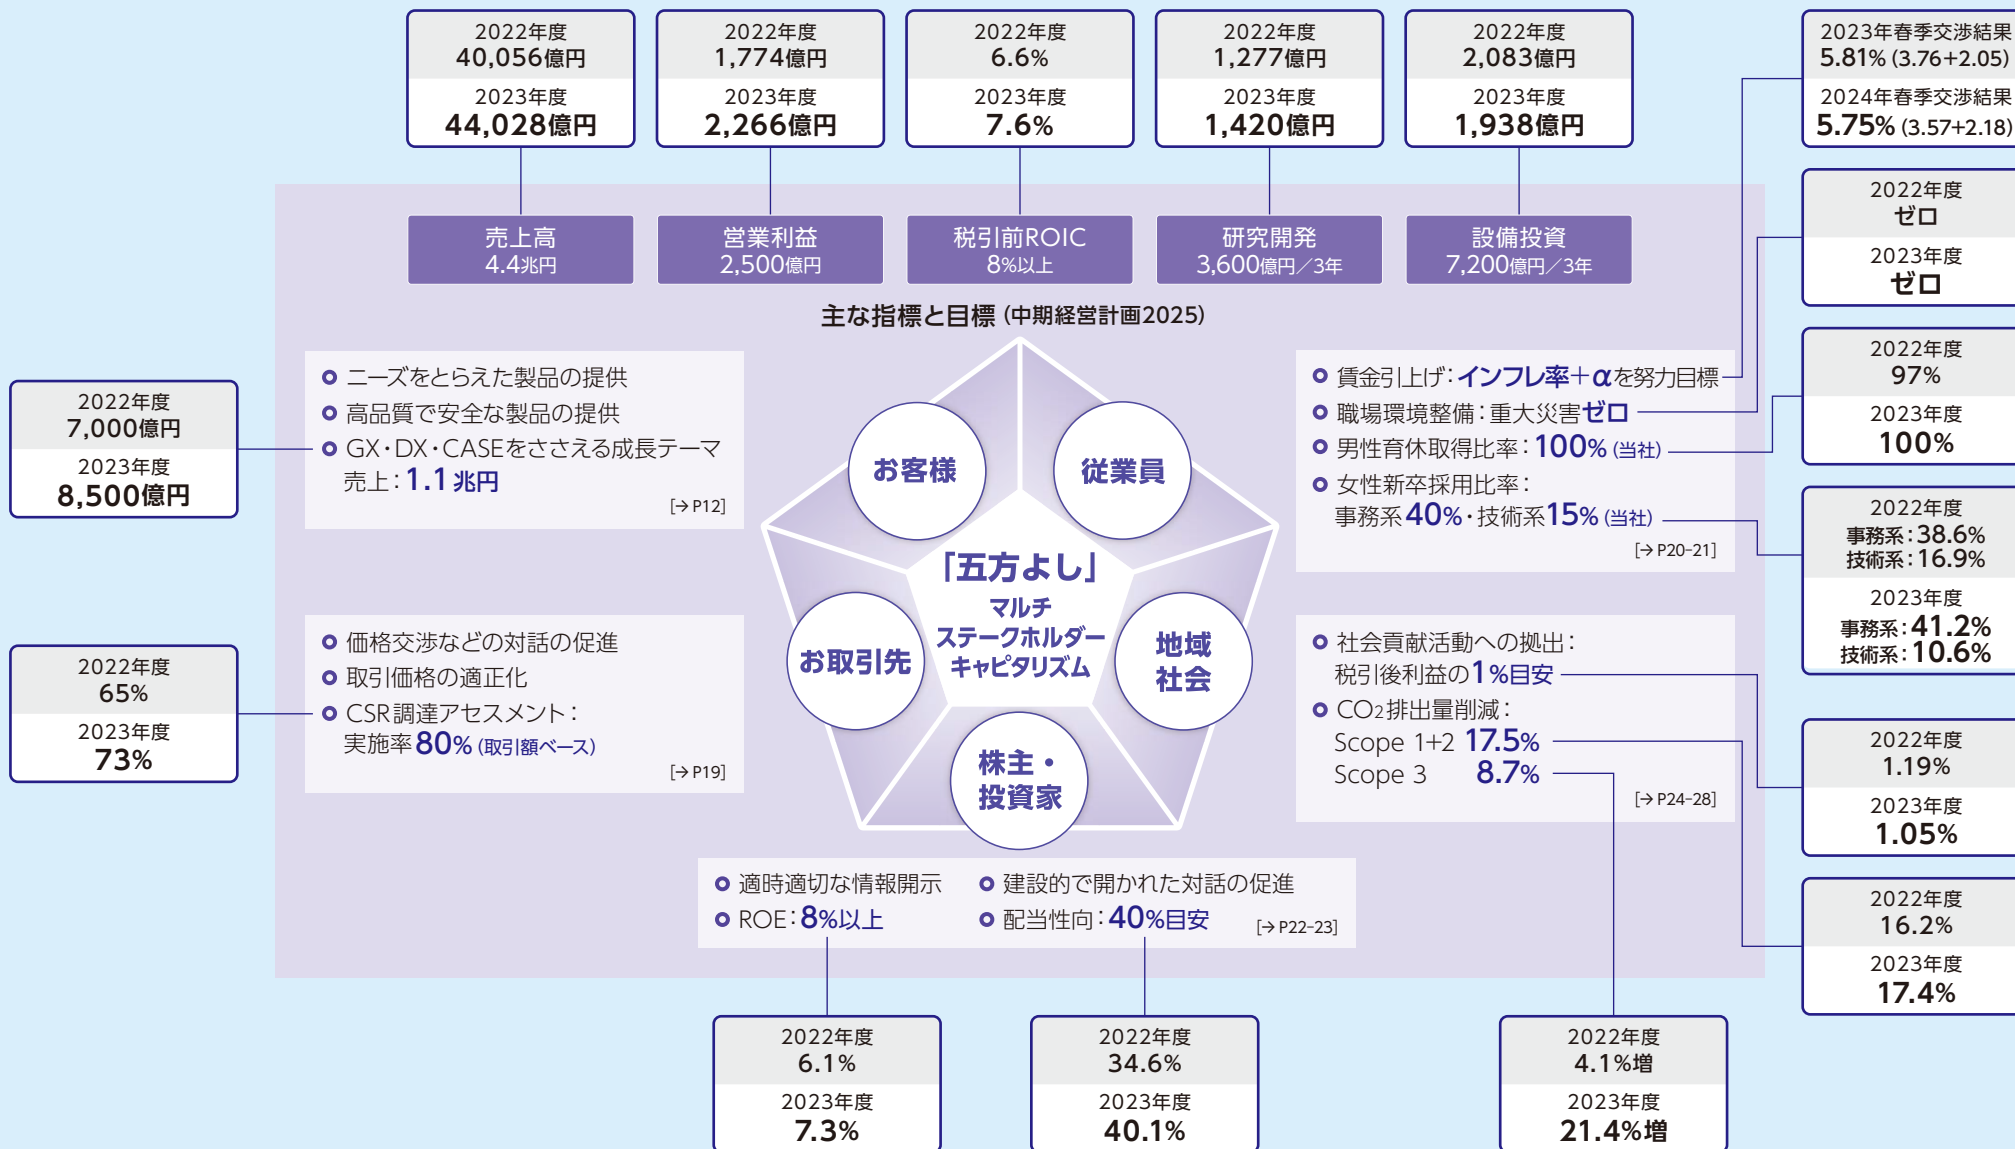 2022年度
40,056億円
2023年度
44,028億円
2022年度
1,774億円
2023年度
2,266億円
2022年度
6.6%
2023年度
7.6%
2022年度
1,277億円
2023年度
1,420億円
2022年度
2,083億円
2023年度
1,938億円
2023年春季交渉結果
5.81% (3.76+2.05)
2024年春季交渉結果
5.75% (3.57+2.18)
売上高
4.4兆円
営業利益
2,500億円
税引前ROIC
8%以上
研究開発
3,600億円/3年
設備投資
7,200億円/3年
2022年度
ゼロ
2023年度
ゼロ
主な指標と目標 (中期経営計画2025)
2022年度
7,000億円
2023年度
8,500億円
ニーズをとらえた製品の提供
高品質で安全な製品の提供
GX・DX・CASEをささえる成長テーマ
売上：1.1兆円
[→P12]
賃金引上げ：インフレ率+αを努力目標
職場環境整備：重大災害ゼロ
男性育休取得比率：100% (当社)
女性新卒採用比率：
事務系40%・技術系15% (当社)
[→P20-21]
2022年度
97%
2023年度
100%
2022年度
事務系：38.6%
技術系：16.9%
2023年度
事務系：41.2%
技術系：10.6%
お客様
従業員
「五方よし」
マルチ
ステークホルダー
キャピタリズム
お取引先
地域
社会
株主・
投資家
2022年度
65%
2023年度
73%
価格交渉などの対話の促進
取引価格の適正化
CSR調達アセスメント：
実施率80% (取引額ベース)
[→P19]
社会貢献活動への拠出：
税引後利益の1%目安
CO2排出量削減：
Scope 1+2 17.5%
Scope 3 8.7%
[→P24-28]
2022年度
1.19%
2023年度
1.05%
2022年度
16.2%
2023年度
17.4%
適時適切な情報開示
建設的で開かれた対話の促進
ROE：8%以上
配当性向：40%目安
[→P22-23]
2022年度
6.1%
2023年度
7.3%
2022年度
34.6%
2023年度
40.1%
2022年度
4.1%増
2023年度
21.4%増